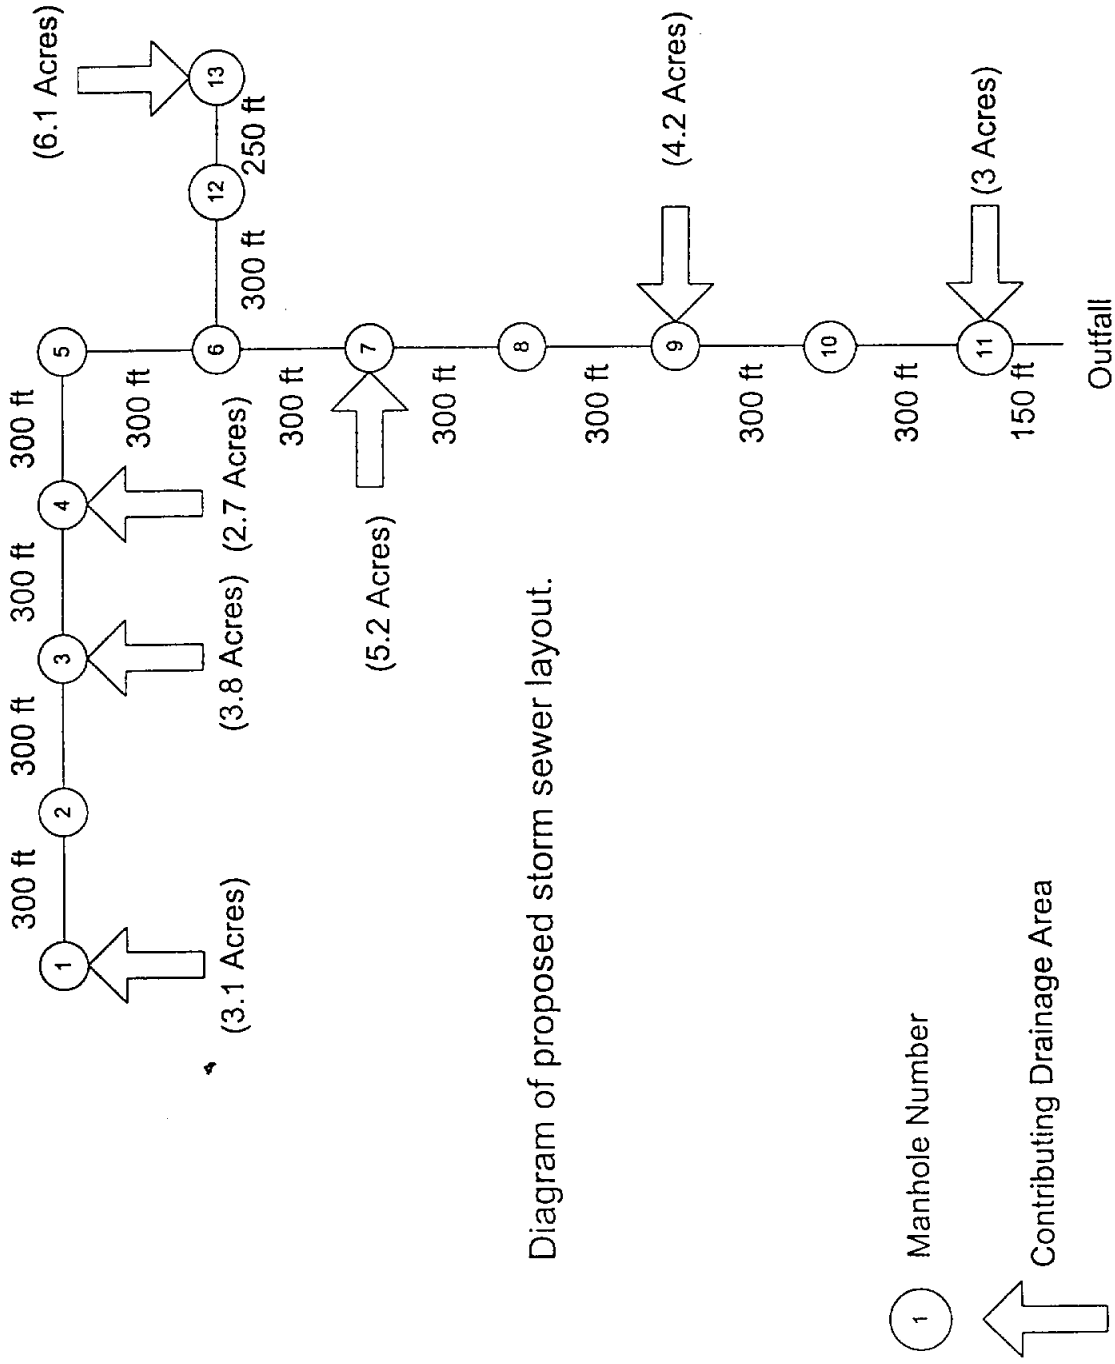 300 ft 300 ft 300 ft 300 ft
(6.1 Acres)
1 2 3 4 5
300 ft
6 12 13
(3.1 Acres) (3.8 Acres) (2.7 Acres)
300 ft 250 ft
300 ft
7
(5.2 Acres)
300 ft
8
Diagram of proposed storm sewer layout.
300 ft
9
(4.2 Acres)
300 ft
10
300 ft
1 Manhole Number
11
(3 Acres)
150 ft
Contributing Drainage Area
Outfall